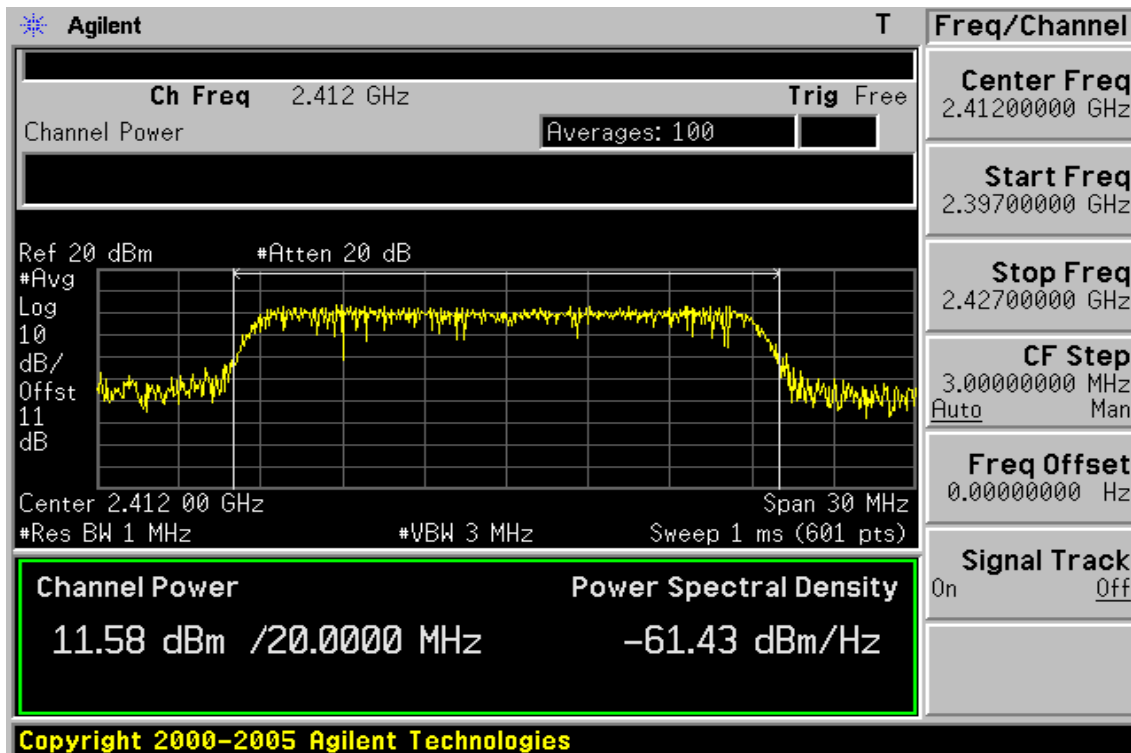 Agilent T
Ch Freq 2.412 GHz Trig Free
Channel Power Averages: 100
Ref 20 dBm #Atten 20 dB
#Avg
Log
10
dB/
Offst
11
dB
Center 2.412 00 GHz Span 30 MHz
#Res BW 1 MHz #VBW 3 MHz Sweep 1 ms (601 pts)
Channel Power Power Spectral Density
11.58 dBm /20.0000 MHz -61.43 dBm/Hz
Copyright 2000-2005 Agilent Technologies
Freq/Channel
Center Freq
2.41200000 GHz
Start Freq
2.39700000 GHz
Stop Freq
2.42700000 GHz
CF Step
3.00000000 MHz
Auto Man
Freq Offset
0.00000000 Hz
Signal Track
On Off